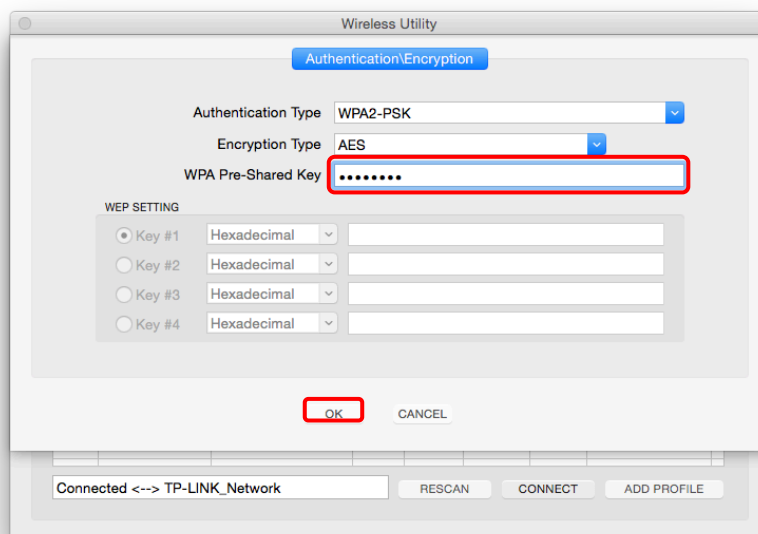 Wireless Utility
Authentication\Encryption
Authentication Type WPA2-PSK
Encryption Type AES
WPA Pre-Shared Key ••••••••
WEP SETTING
Key #1 Hexadecimal
Key #2 Hexadecimal
Key #3 Hexadecimal
Key #4 Hexadecimal
OK CANCEL
Connected <--> TP-LINK_Network RESCAN CONNECT ADD PROFILE